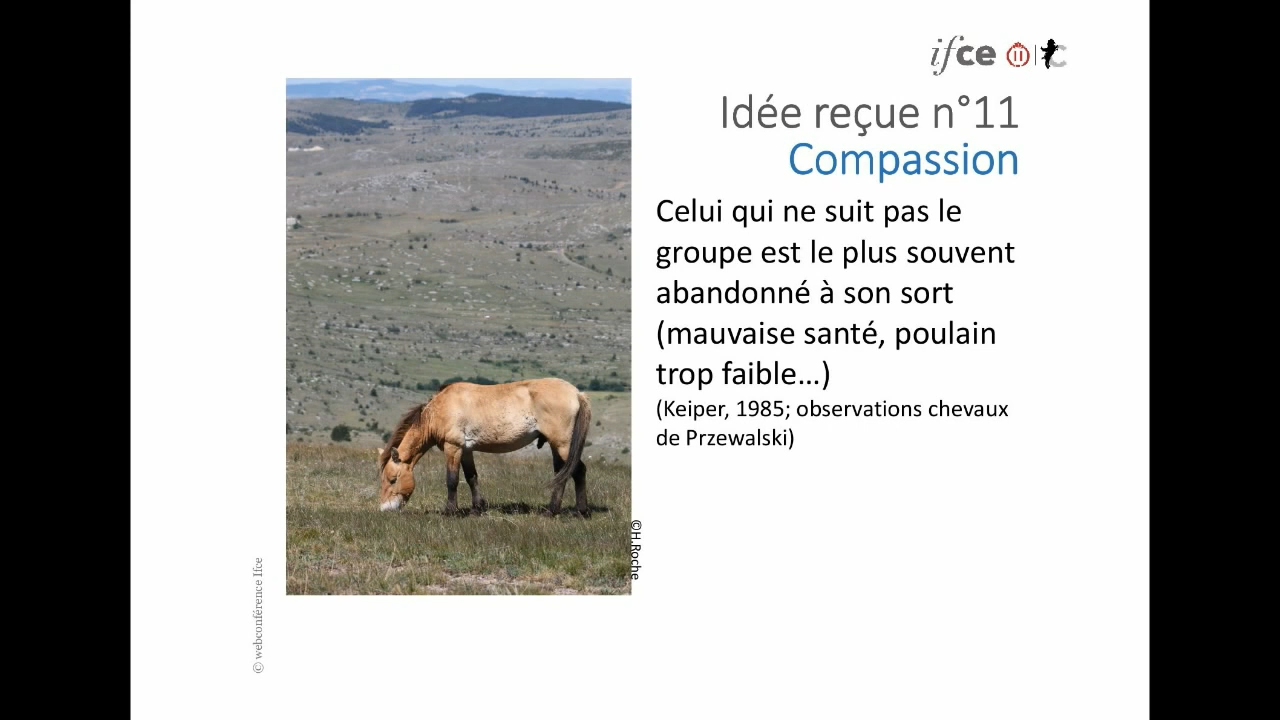 ifce
Idée reçue n°11
Compassion
Celui qui ne suit pas le
groupe est le plus souvent
abandonné à son sort
(mauvaise santé, poulain
trop faible…)
(Keiper, 1985; observations chevaux
de Przewalski)
©H.Roche
© webconférence Ifce